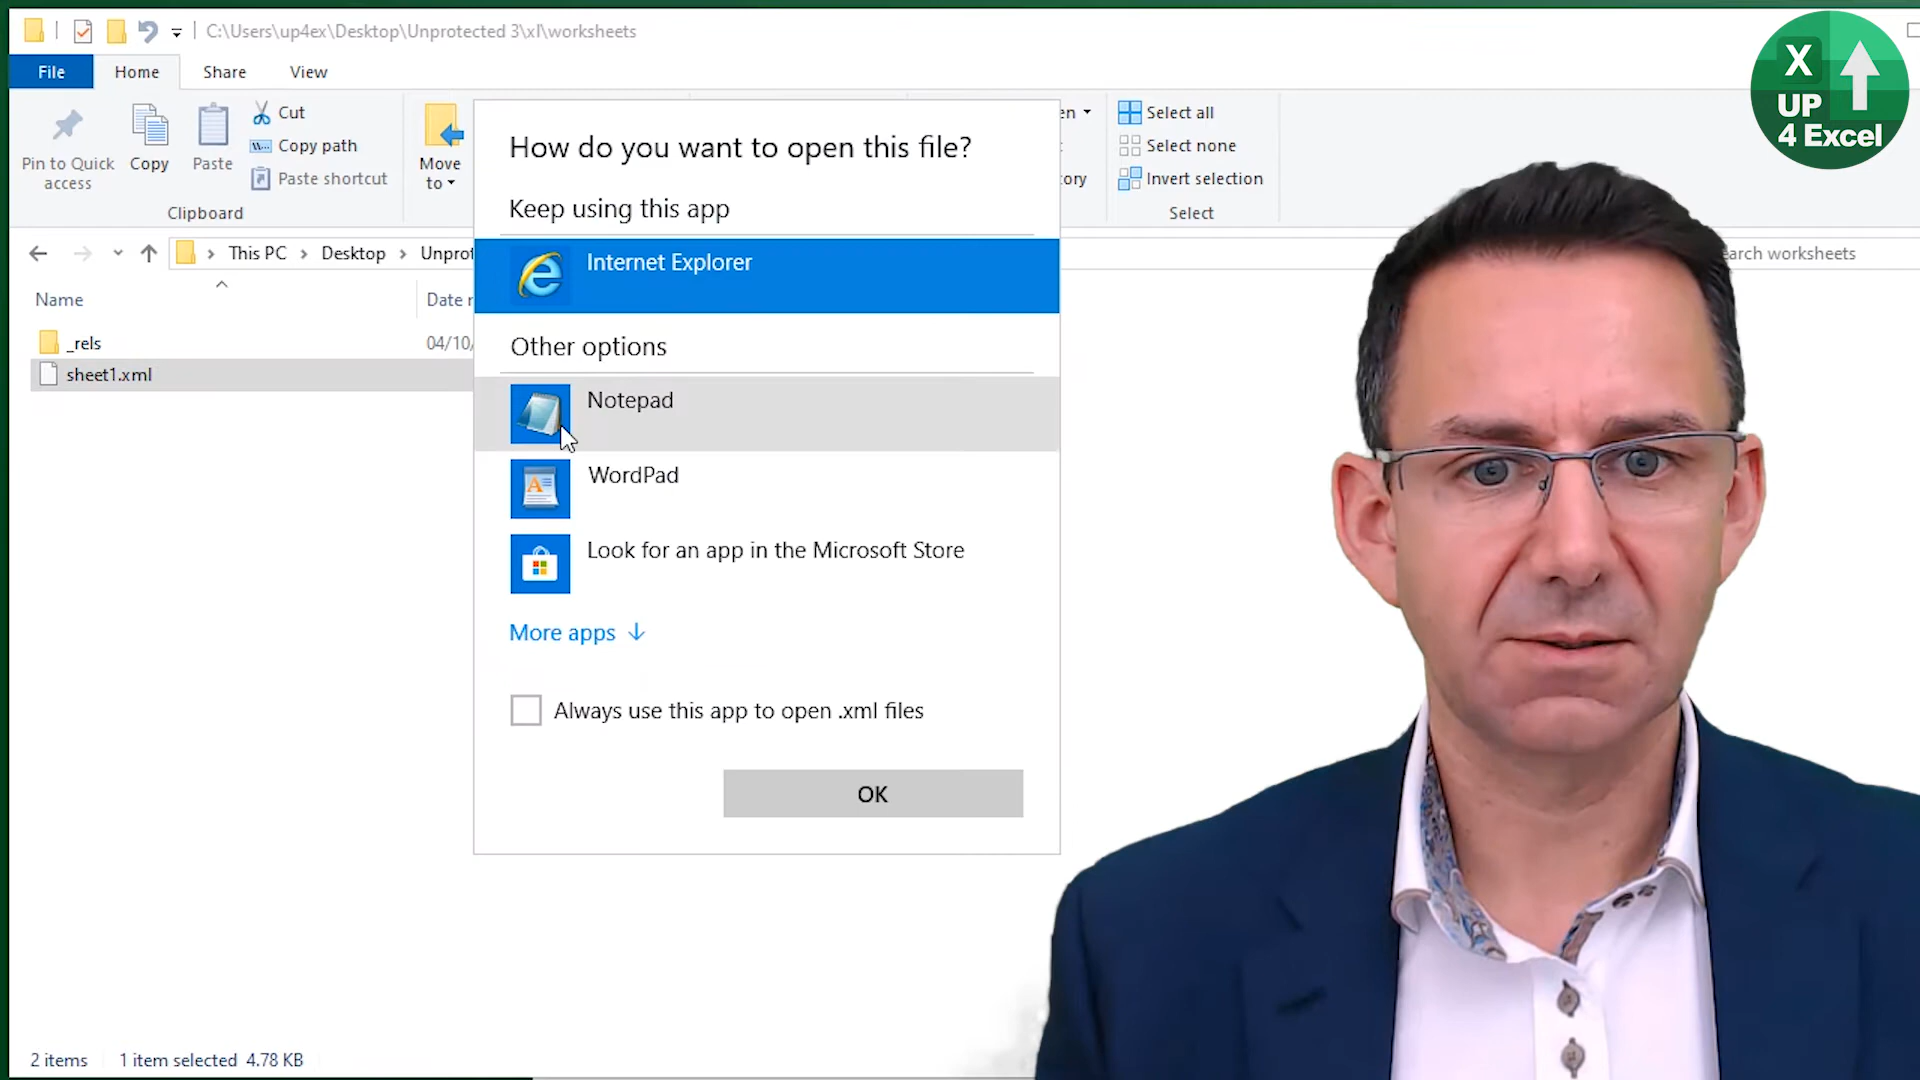 C:\Users\up4ex\Desktop\Unprotected 3\xl\worksheets
File Home Share View
Pin to Quick access
Copy
Paste
Cut
Copy path
Paste shortcut
Clipboard
Move to
Select all
Select none
Invert selection
Select
This PC Desktop
worksheets
Name
_rels
04/10/
sheet1.xml
How do you want to open this file?
Keep using this app
Internet Explorer
Other options
Notepad
WordPad
Look for an app in the Microsoft Store
More apps
Always use this app to open .xml files
OK
2 items 1 item selected 4.78 KB
X
UP
4 Excel